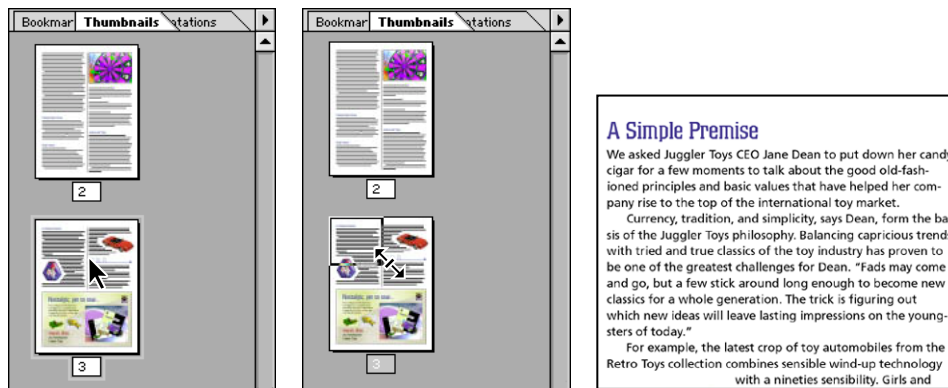 Bookmar Thumbnails otations
2
3
Bookmar Thumbnails otations
2
3
A Simple Premise
We asked Juggler Toys CEO Jane Dean to put down her candy
cigar for a few moments to talk about the good old-fash-
ioned principles and basic values that have helped her com-
pany rise to the top of the international toy market.
Currency, tradition, and simplicity, says Dean, form the ba
sis of the Juggler Toys philosophy. Balancing capricious trend
with tried and true classics of the toy industry has proven to
be one of the greatest challenges for Dean. “Fads may come
and go, but a few stick around long enough to become new
classics for a whole generation. The trick is figuring out
which new ideas will leave lasting impressions on the young-
sters of today.”
For example, the latest crop of toy automobiles from the
Retro Toys collection combines sensible wind-up technology
with a nineties sensibility. Girls and